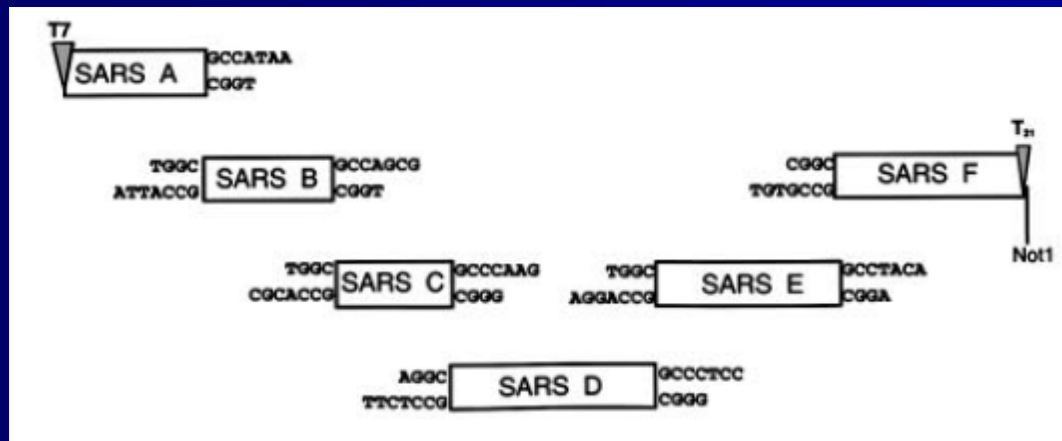 T7
SARS A
GCCATAA
CGGT
TGGC
ATTACCG
SARS B
GCCAGCG
CGGT
T₂₁
CGGC
TGTGCCG
SARS F
Not1
TGGC
CGCACCG
SARS C
GCCCAAG
CGGG
TGGC
AGGACCG
SARS E
GCCTACA
CGGA
AGGC
TTCTCCG
SARS D
GCCCTCC
CGGG